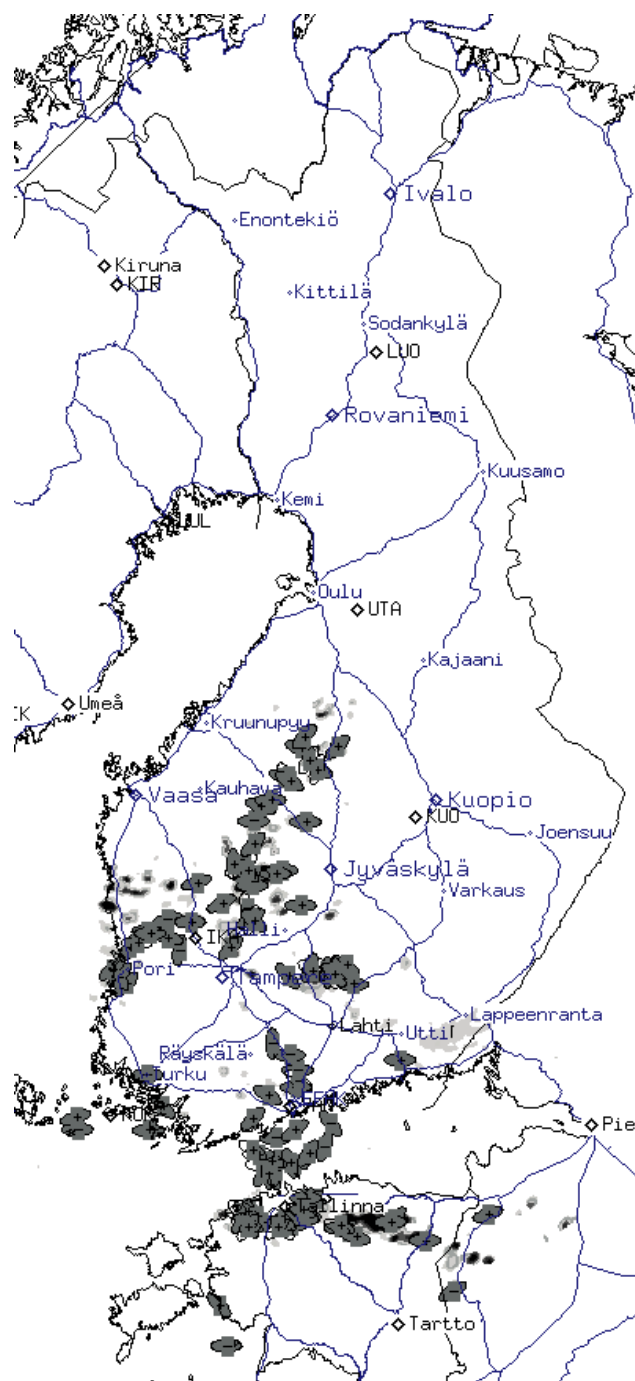 Ivalo
Enontekiö
Kiruna
KIR
Kittilä
Sodankylä
LUO
Rovaniemi
Kuusamo
Kemi
Oulu
UTA
Kajaani
Umeå
Kruunupyy
Vaasa
Kauhava
Kuopio
KUO
Joensuu
Jyväskylä
Varkaus
Pori
Lappeenranta
Lahti
Utti
Räyskälä
Turku
Pie
Tallinna
Tartto